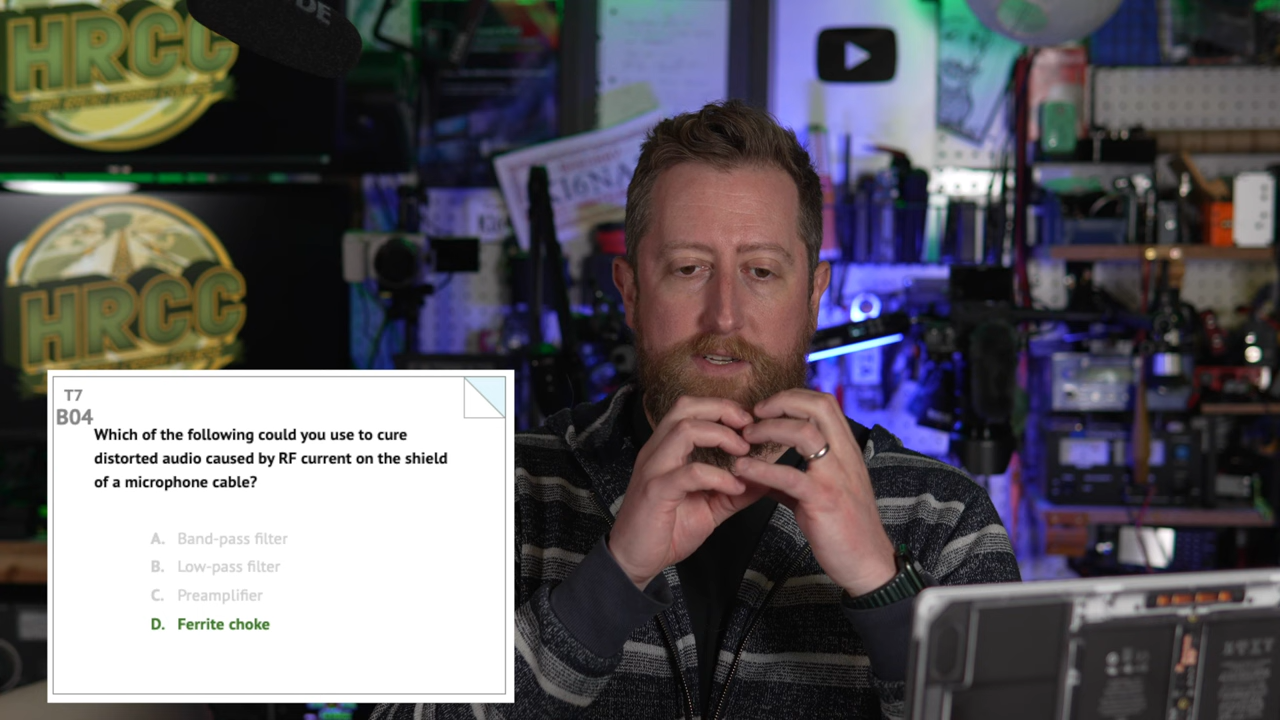 DE
HRCC
HRCC
T7
B04
Which of the following could you use to cure
distorted audio caused by RF current on the shield
of a microphone cable?
A. Band-pass filter
B. Low-pass filter
C. Preamplifier
D. Ferrite choke